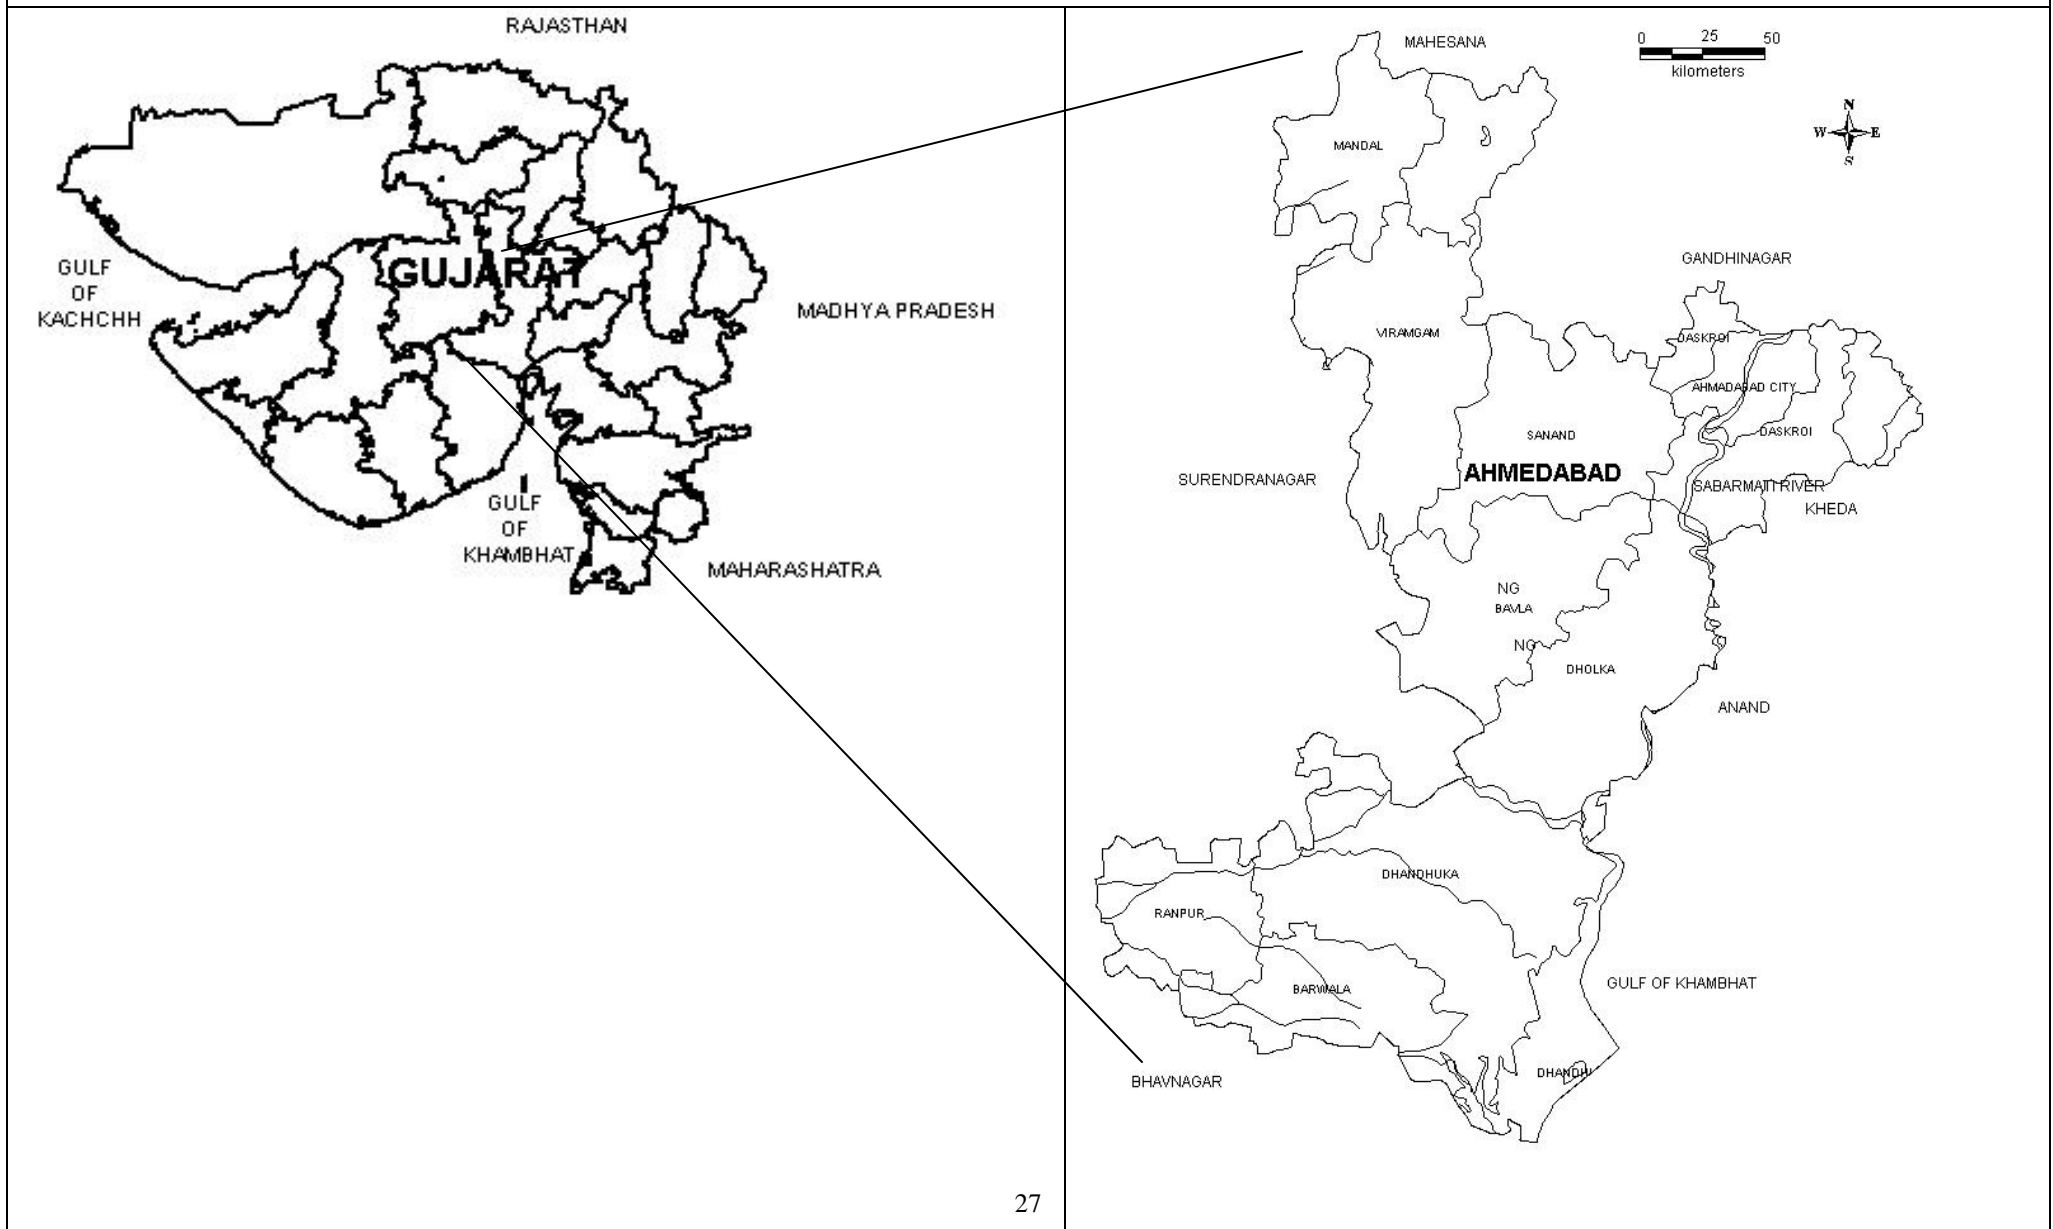 RAJASTHAN
GULF
OF
KACHCHH
GUJARAT
MADHYA PRADESH
GULF
OF
KHAMBHAT
MAHARASHATRA
27
MAHESANA
0 25 50
kilometers
N
W E
S
MANDAL
GANDHINAGAR
VIRAMGAM
DASKROI
AHMADABAD CITY
SANAND
DASKROI
AHMEDABAD
SURENDRANAGAR
SABARMATI RIVER
KHEDA
NG
BAVLA
NG
DHOLKA
ANAND
DHANDHUKA
RANPUR
GULF OF KHAMBHAT
BARWALA
DHANDHU
BHAVNAGAR